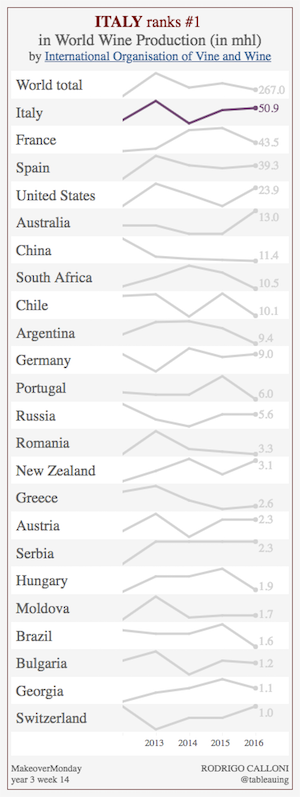 ITALY ranks #1
in World Wine Production (in mhl)
by International Organisation of Vine and Wine
World total 267.0
Italy 50.9
France 43.5
Spain 39.3
United States 23.9
Australia 13.0
China 11.4
South Africa 10.5
Chile 10.1
Argentina 9.4
Germany 9.0
Portugal 6.0
Russia 5.6
Romania 3.3
New Zealand 3.1
Greece 2.6
Austria 2.3
Serbia 2.3
Hungary 1.9
Moldova 1.7
Brazil 1.6
Bulgaria 1.2
Georgia 1.1
Switzerland 1.0
2013 2014 2015 2016
MakeoverMonday RODRIGO CALLONI
year 3 week 14 @tableauing